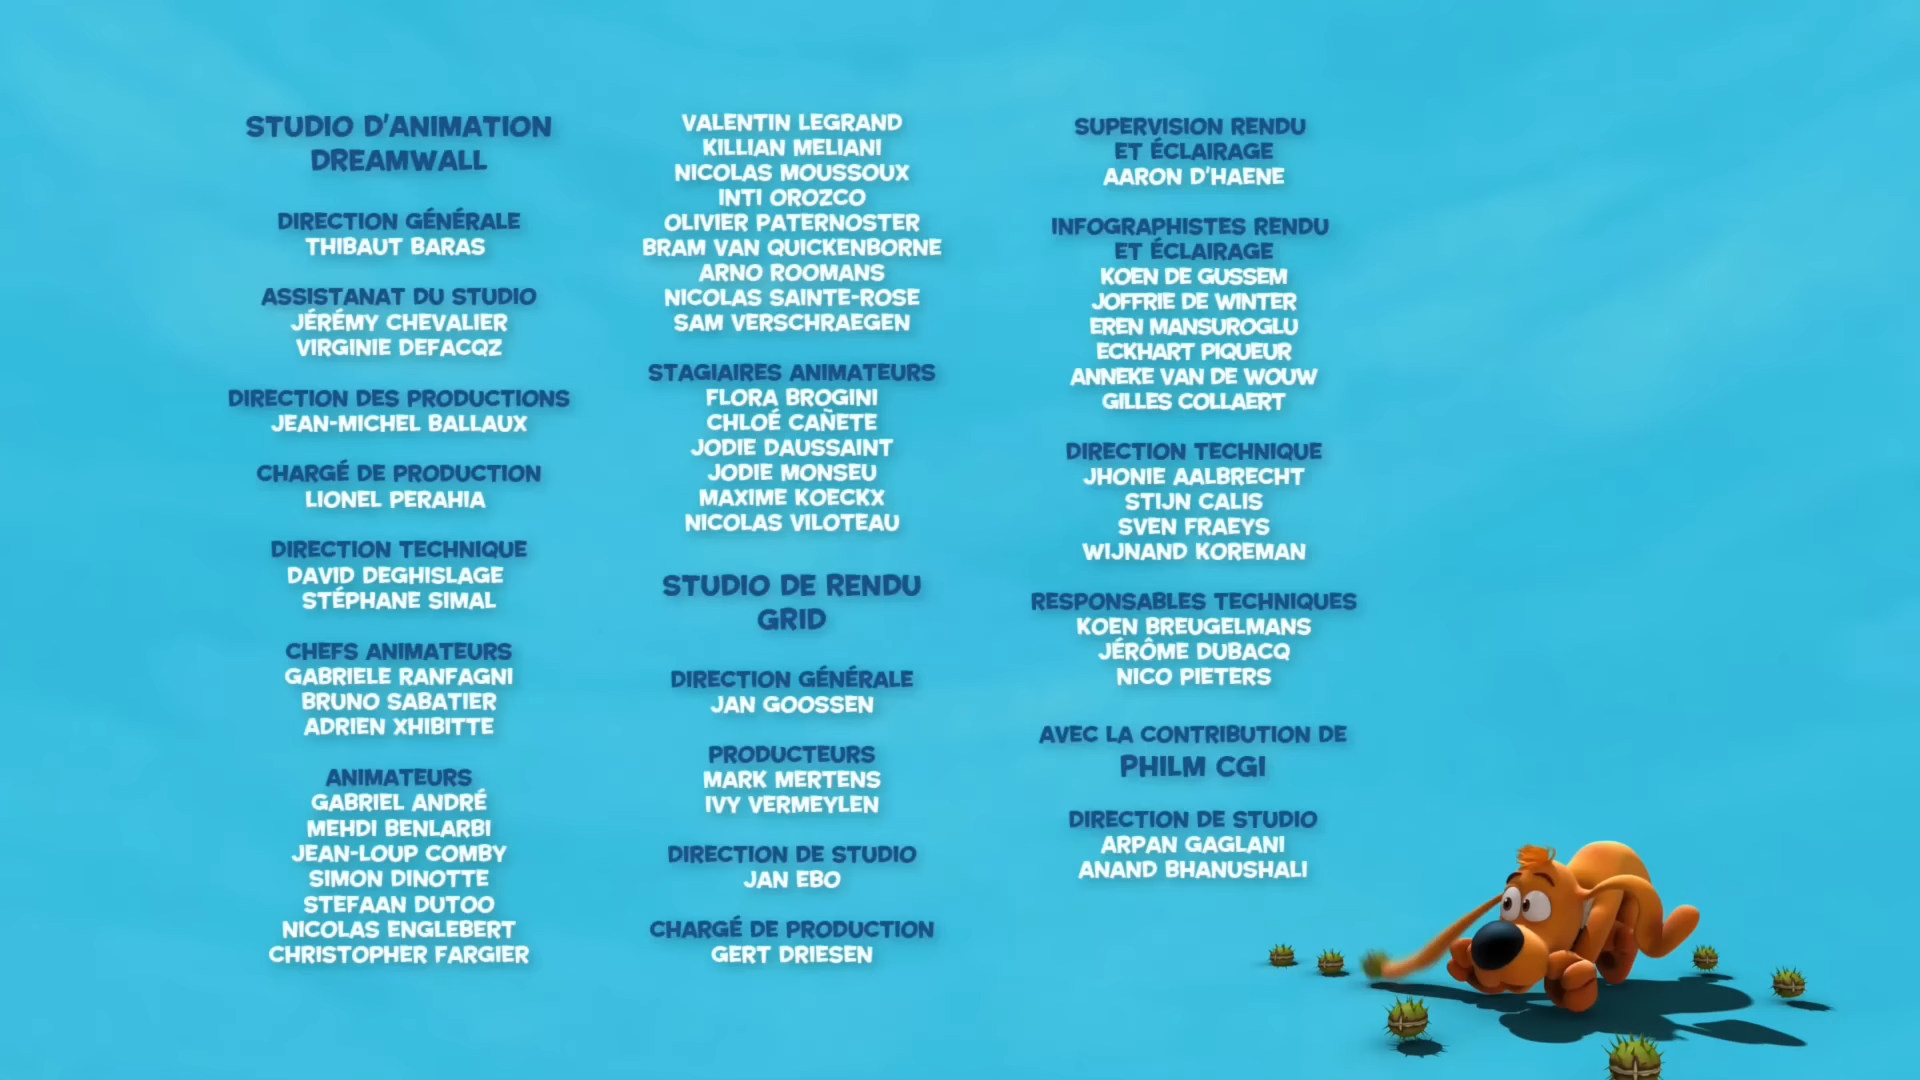 STUDIO D'ANIMATION
DREAMWALL
DIRECTION GÉNÉRALE
THIBAUT BARAS
ASSISTANAT DU STUDIO
JÉRÉMY CHEVALIER
VIRGINIE DEFACQZ
DIRECTION DES PRODUCTIONS
JEAN-MICHEL BALLAUX
CHARGÉ DE PRODUCTION
LIONEL PERAHIA
DIRECTION TECHNIQUE
DAVID DEGHISLAGE
STÉPHANE SIMAL
CHEFS ANIMATEURS
GABRIELE RANFAGNI
BRUNO SABATIER
ADRIEN XHIBITTE
ANIMATEURS
GABRIEL ANDRÉ
MEHDI BENLARBI
JEAN-LOUP COMBY
SIMON DINOTTE
STEFAAN DUTOO
NICOLAS ENGLEBERT
CHRISTOPHER FARGIER
VALENTIN LEGRAND
KILLIAN MELIANI
NICOLAS MOUSSOUX
INTI OROZCO
OLIVIER PATERNOSTER
BRAM VAN QUICKENBORNE
ARNO ROOMANS
NICOLAS SAINTE-ROSE
SAM VERSCHRAEGEN
STAGIAIRES ANIMATEURS
FLORA BROGINI
CHLOÉ CAÑETE
JODIE DAUSSAINT
JODIE MONSEU
MAXIME KOECKX
NICOLAS VILOTEAU
STUDIO DE RENDU
GRID
DIRECTION GÉNÉRALE
JAN GOOSSEN
PRODUCTEURS
MARK MERTENS
IVY VERMEYLEN
DIRECTION DE STUDIO
JAN EBO
CHARGÉ DE PRODUCTION
GERT DRIESEN
SUPERVISION RENDU
ET ÉCLAIRAGE
AARON D'HAENE
INFOGRAPHISTES RENDU
ET ÉCLAIRAGE
KOEN DE GUSSEM
JOFFRIE DE WINTER
EREN MANSUROGLU
ECKHART PIQUEUR
ANNEKE VAN DE WOUW
GILLES COLLAERT
DIRECTION TECHNIQUE
JHONIE AALBRECHT
STIJN CALIS
SVEN FRAEYS
WIJNAND KOREMAN
RESPONSABLES TECHNIQUES
KOEN BREUGELMANS
JÉRÔME DUBACQ
NICO PIETERS
AVEC LA CONTRIBUTION DE
PHILM CGI
DIRECTION DE STUDIO
ARPAN GAGLANI
ANAND BHANUSHALI